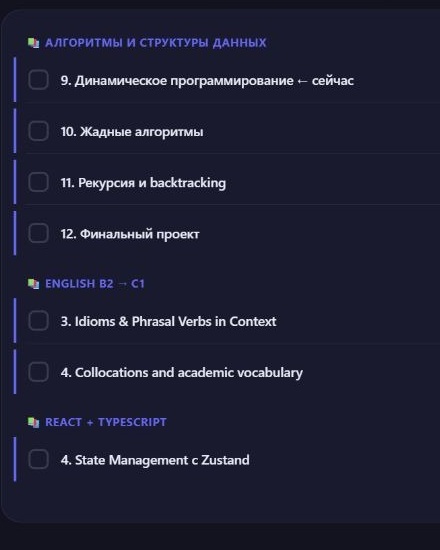 АЛГОРИТМЫ И СТРУКТУРЫ ДАННЫХ
9. Динамическое программирование ← сейчас
10. Жадные алгоритмы
11. Рекурсия и backtracking
12. Финальный проект
ENGLISH B2 → C1
3. Idioms & Phrasal Verbs in Context
4. Collocations and academic vocabulary
REACT + TYPESCRIPT
4. State Management с Zustand